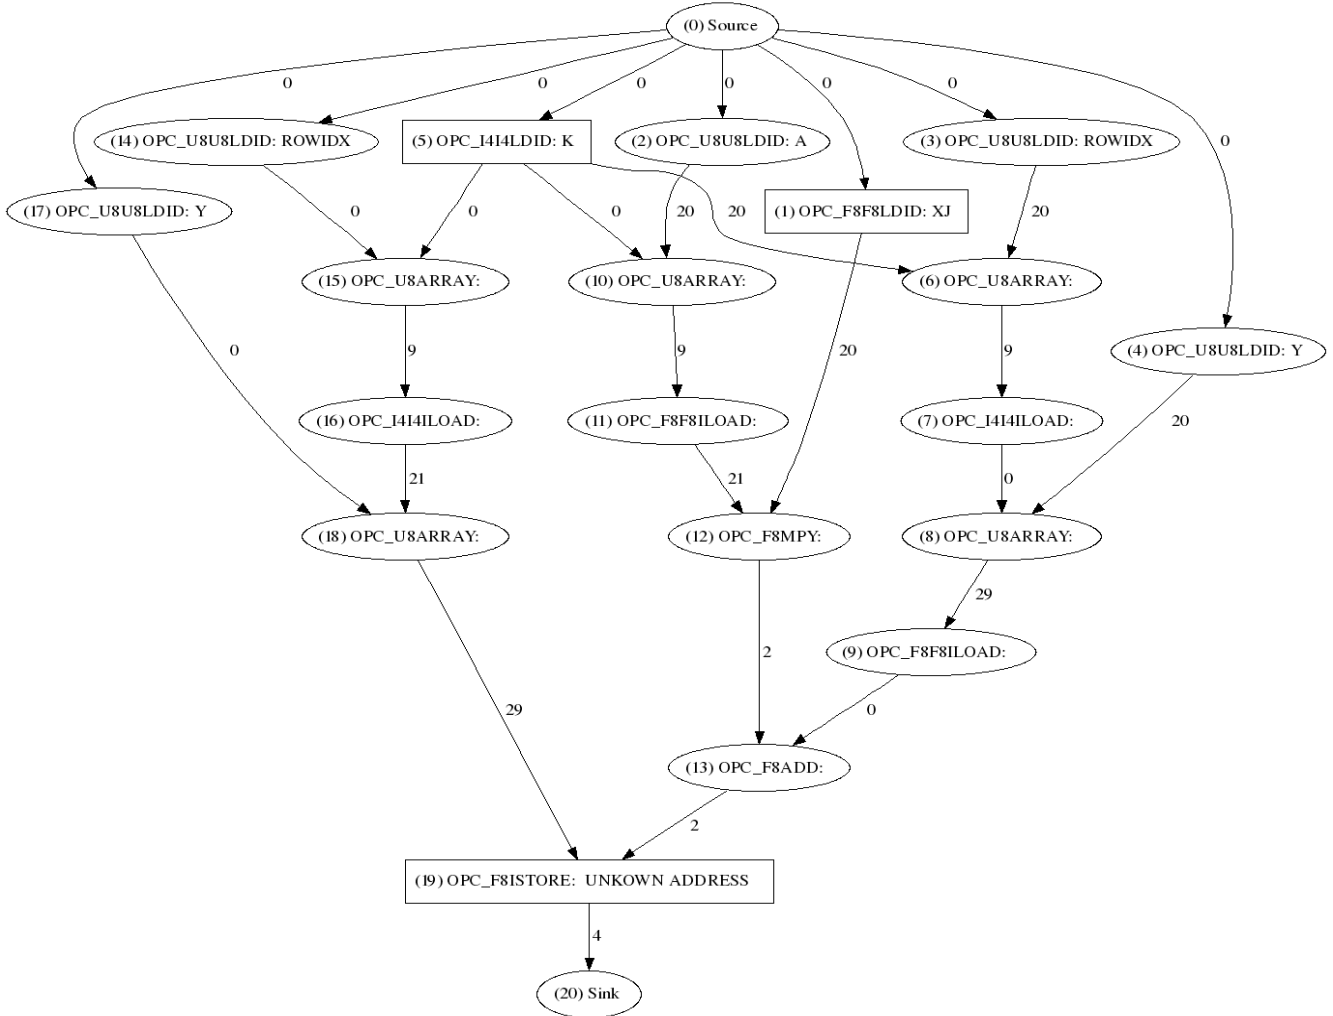 (0) Source
0
0
0
0
0
0
0
(14) OPC_U8U8LDID: ROWIDX
(5) OPC_I4I4LDID: K
(2) OPC_U8U8LDID: A
(3) OPC_U8U8LDID: ROWIDX
(17) OPC_U8U8LDID: Y
0
0
0
20
20
(1) OPC_F8F8LDID: XJ
20
(15) OPC_U8ARRAY:
(10) OPC_U8ARRAY:
(6) OPC_U8ARRAY:
0
9
9
20
9
(4) OPC_U8U8LDID: Y
(16) OPC_I4I4ILOAD:
(11) OPC_F8F8ILOAD:
(7) OPC_I4I4ILOAD:
20
21
21
0
(18) OPC_U8ARRAY:
(12) OPC_F8MPY:
(8) OPC_U8ARRAY:
29
2
(9) OPC_F8F8ILOAD:
29
0
(13) OPC_F8ADD:
2
(19) OPC_F8ISTORE: UNKOWN ADDRESS
4
(20) Sink